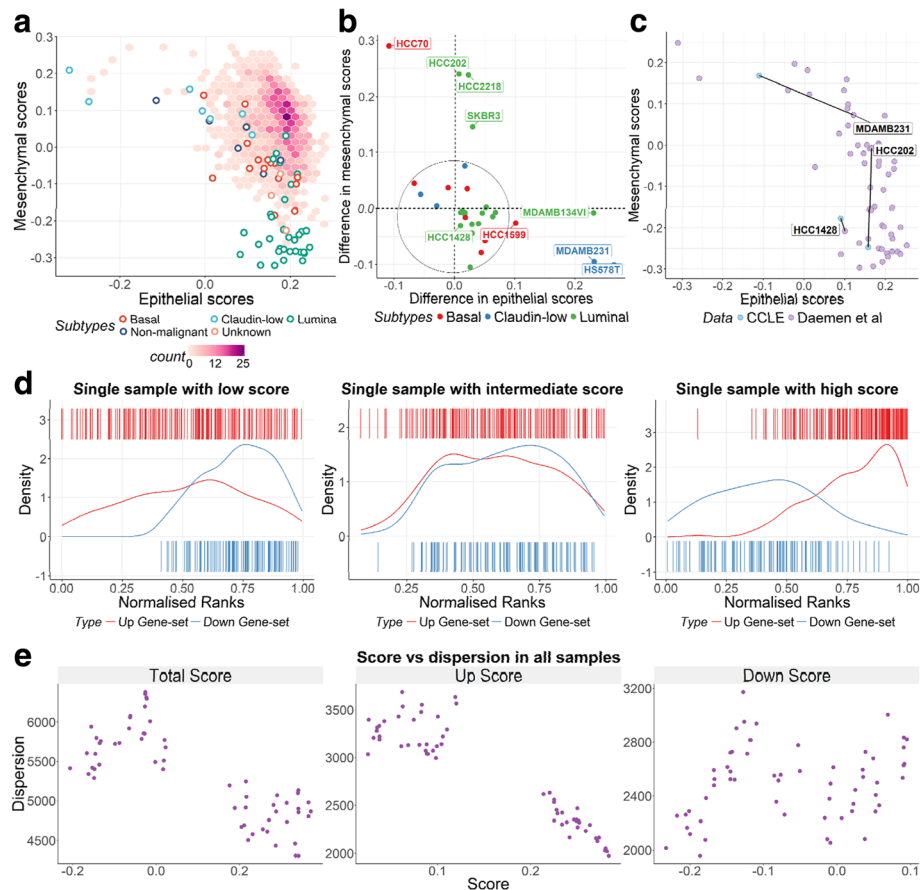 a
0.3
0.2
0.1
0.0
-0.1
-0.2
-0.3
Mesenchymal scores
-0.2
0.0
0.2
Epithelial scores
Subtypes
Basal
Claudin-low
Lumina
Non-malignant
Unknown
count
0
12
25
b
0.3
0.2
0.1
0.0
-0.1
Difference in mesenchymal scores
HCC70
HCC202
HCC2218
SKBR3
MDAMB134VI
HCC1428
HCC1599
MDAMB231
HS578T
-0.1
0.0
0.1
0.2
Difference in epithelial scores
Subtypes
Basal
Claudin-low
Luminal
c
0.2
0.1
0.0
-0.1
-0.2
-0.3
Mesenchymal scores
MDAMB231
HCC202
HCC1428
-0.3
-0.2
-0.1
0.0
0.1
0.2
Epithelial scores
Data
CCLE
Daemen et al
d
Single sample with low score
3
2
1
0
-1
Density
0.00
0.25
0.50
0.75
1.00
Normalised Ranks
Type
Up Gene-set
Down Gene-set
Single sample with intermediate score
2
1
0
Density
0.25
0.50
0.75
1.00
Normalised Ranks
Type
Up Gene-set
Down Gene-set
Single sample with high score
3
2
1
0
-1
Density
0.00
0.25
0.50
0.75
1.00
Normalised Ranks
Type
Up Gene-set
Down Gene-set
e
Score vs dispersion in all samples
Total Score
Up Score
Down Score
6000
5500
5000
4500
Dispersion
-0.2
0.0
0.2
3500
3000
2500
2000
0.1
0.2
3200
2800
2400
2000
-0.2
-0.1
0.0
0.1
Score